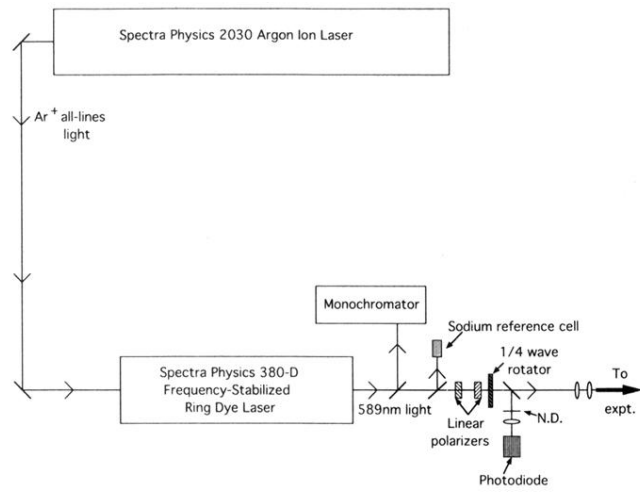 Spectra Physics 2030 Argon Ion Laser
Ar+ all-lines
light
Monochromator
Sodium reference cell
1/4 wave
rotator
To
expt.
Spectra Physics 380-D
Frequency-Stabilized
Ring Dye Laser
589nm light
Linear
polarizers
N.D.
Photodiode